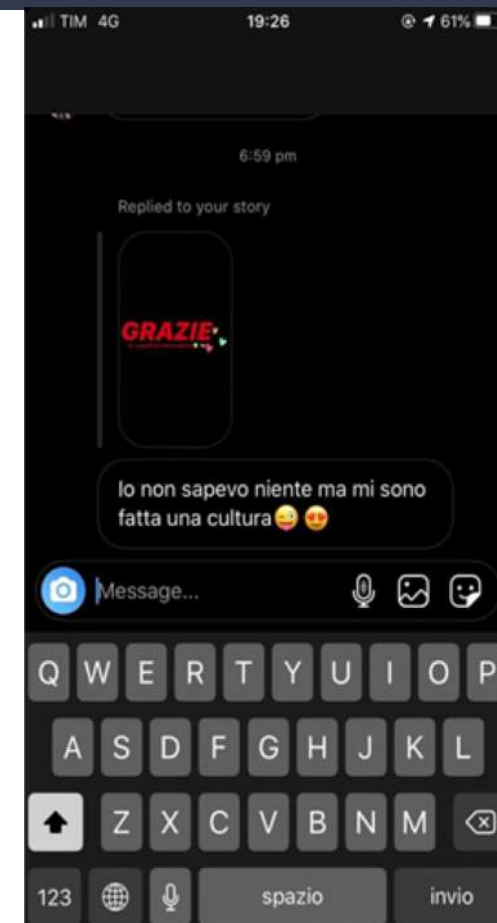 TIM 4G 19:26 61%
6:59 pm
Replied to your story
GRAZIE
Io non sapevo niente ma mi sono
fatta una cultura😜 😍
Message...
Q W E R T Y U I O P
A S D F G H J K L
Z X C V B N M
123 spazio invio